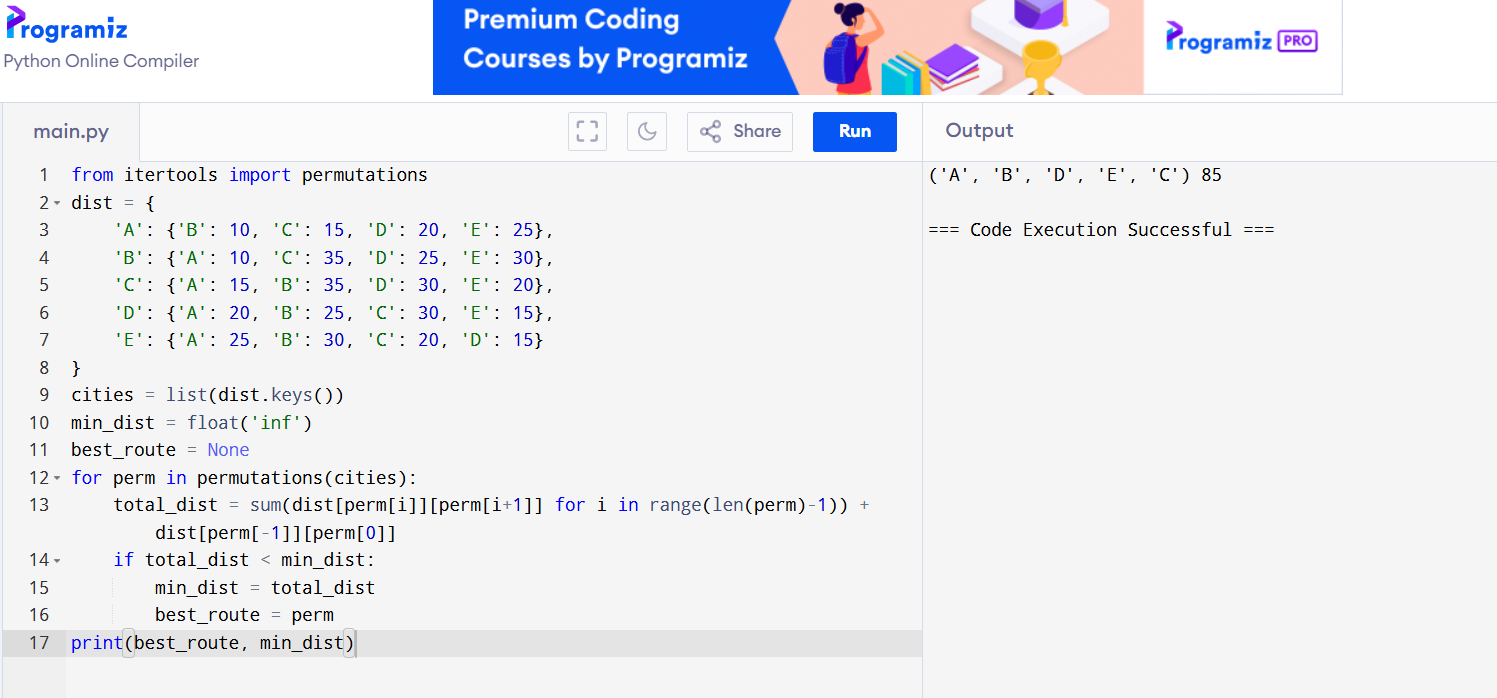 Programiz
Python Online Compiler
Premium Coding
Courses by Programiz
Programiz PRO
main.py
Share
Run
Output
1 from itertools import permutations
2 dist = {
3     'A': {'B': 10, 'C': 15, 'D': 20, 'E': 25},
4     'B': {'A': 10, 'C': 35, 'D': 25, 'E': 30},
5     'C': {'A': 15, 'B': 35, 'D': 30, 'E': 20},
6     'D': {'A': 20, 'B': 25, 'C': 30, 'E': 15},
7     'E': {'A': 25, 'B': 30, 'C': 20, 'D': 15}
8 }
9 cities = list(dist.keys())
10 min_dist = float('inf')
11 best_route = None
12 for perm in permutations(cities):
13     total_dist = sum(dist[perm[i]][perm[i+1]] for i in range(len(perm)-1)) +
        dist[perm[-1]][perm[0]]
14     if total_dist < min_dist:
15         min_dist = total_dist
16         best_route = perm
17 print(best_route, min_dist)
('A', 'B', 'D', 'E', 'C') 85
=== Code Execution Successful ===